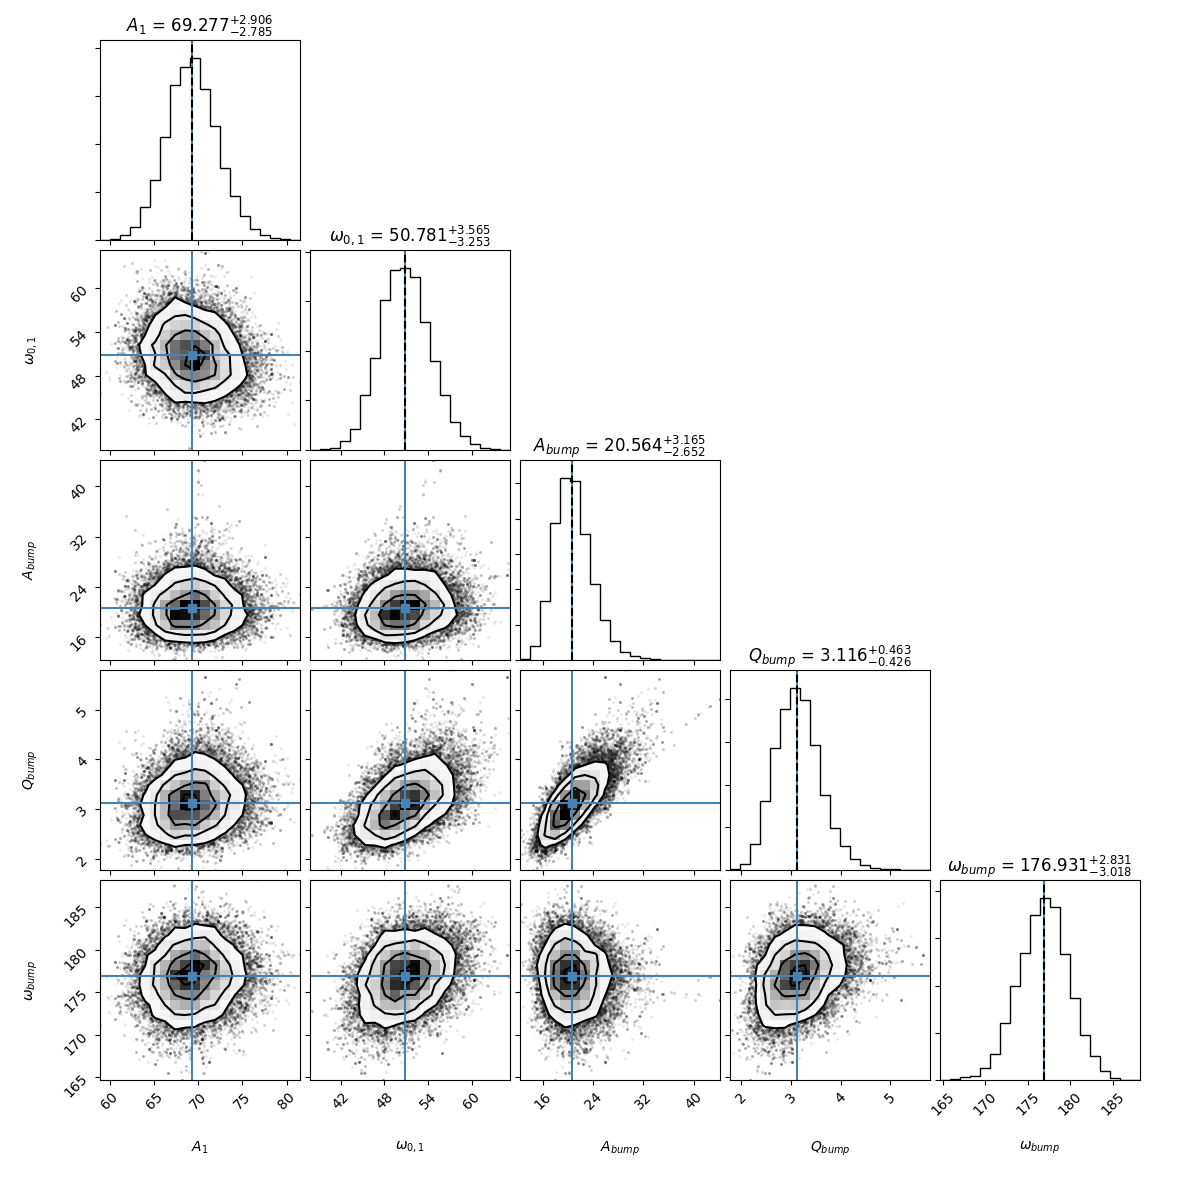 A_1 = 69.277^{+2.906}_{-2.785}
ω_{0,1} = 50.781^{+3.565}_{-3.253}
60
54
48
42
ω_{0,1}
A_{bump} = 20.564^{+3.165}_{-2.652}
40
32
24
16
A_{bump}
Q_{bump} = 3.116^{+0.463}_{-0.426}
5
4
3
2
Q_{bump}
ω_{bump} = 176.931^{+2.831}_{-3.018}
185
180
175
170
165
ω_{bump}
60 65 70 75 80 42 48 54 60 16 24 32 40 2 3 4 5 165 170 175 180 185
A_1 ω_{0,1} A_{bump} Q_{bump} ω_{bump}